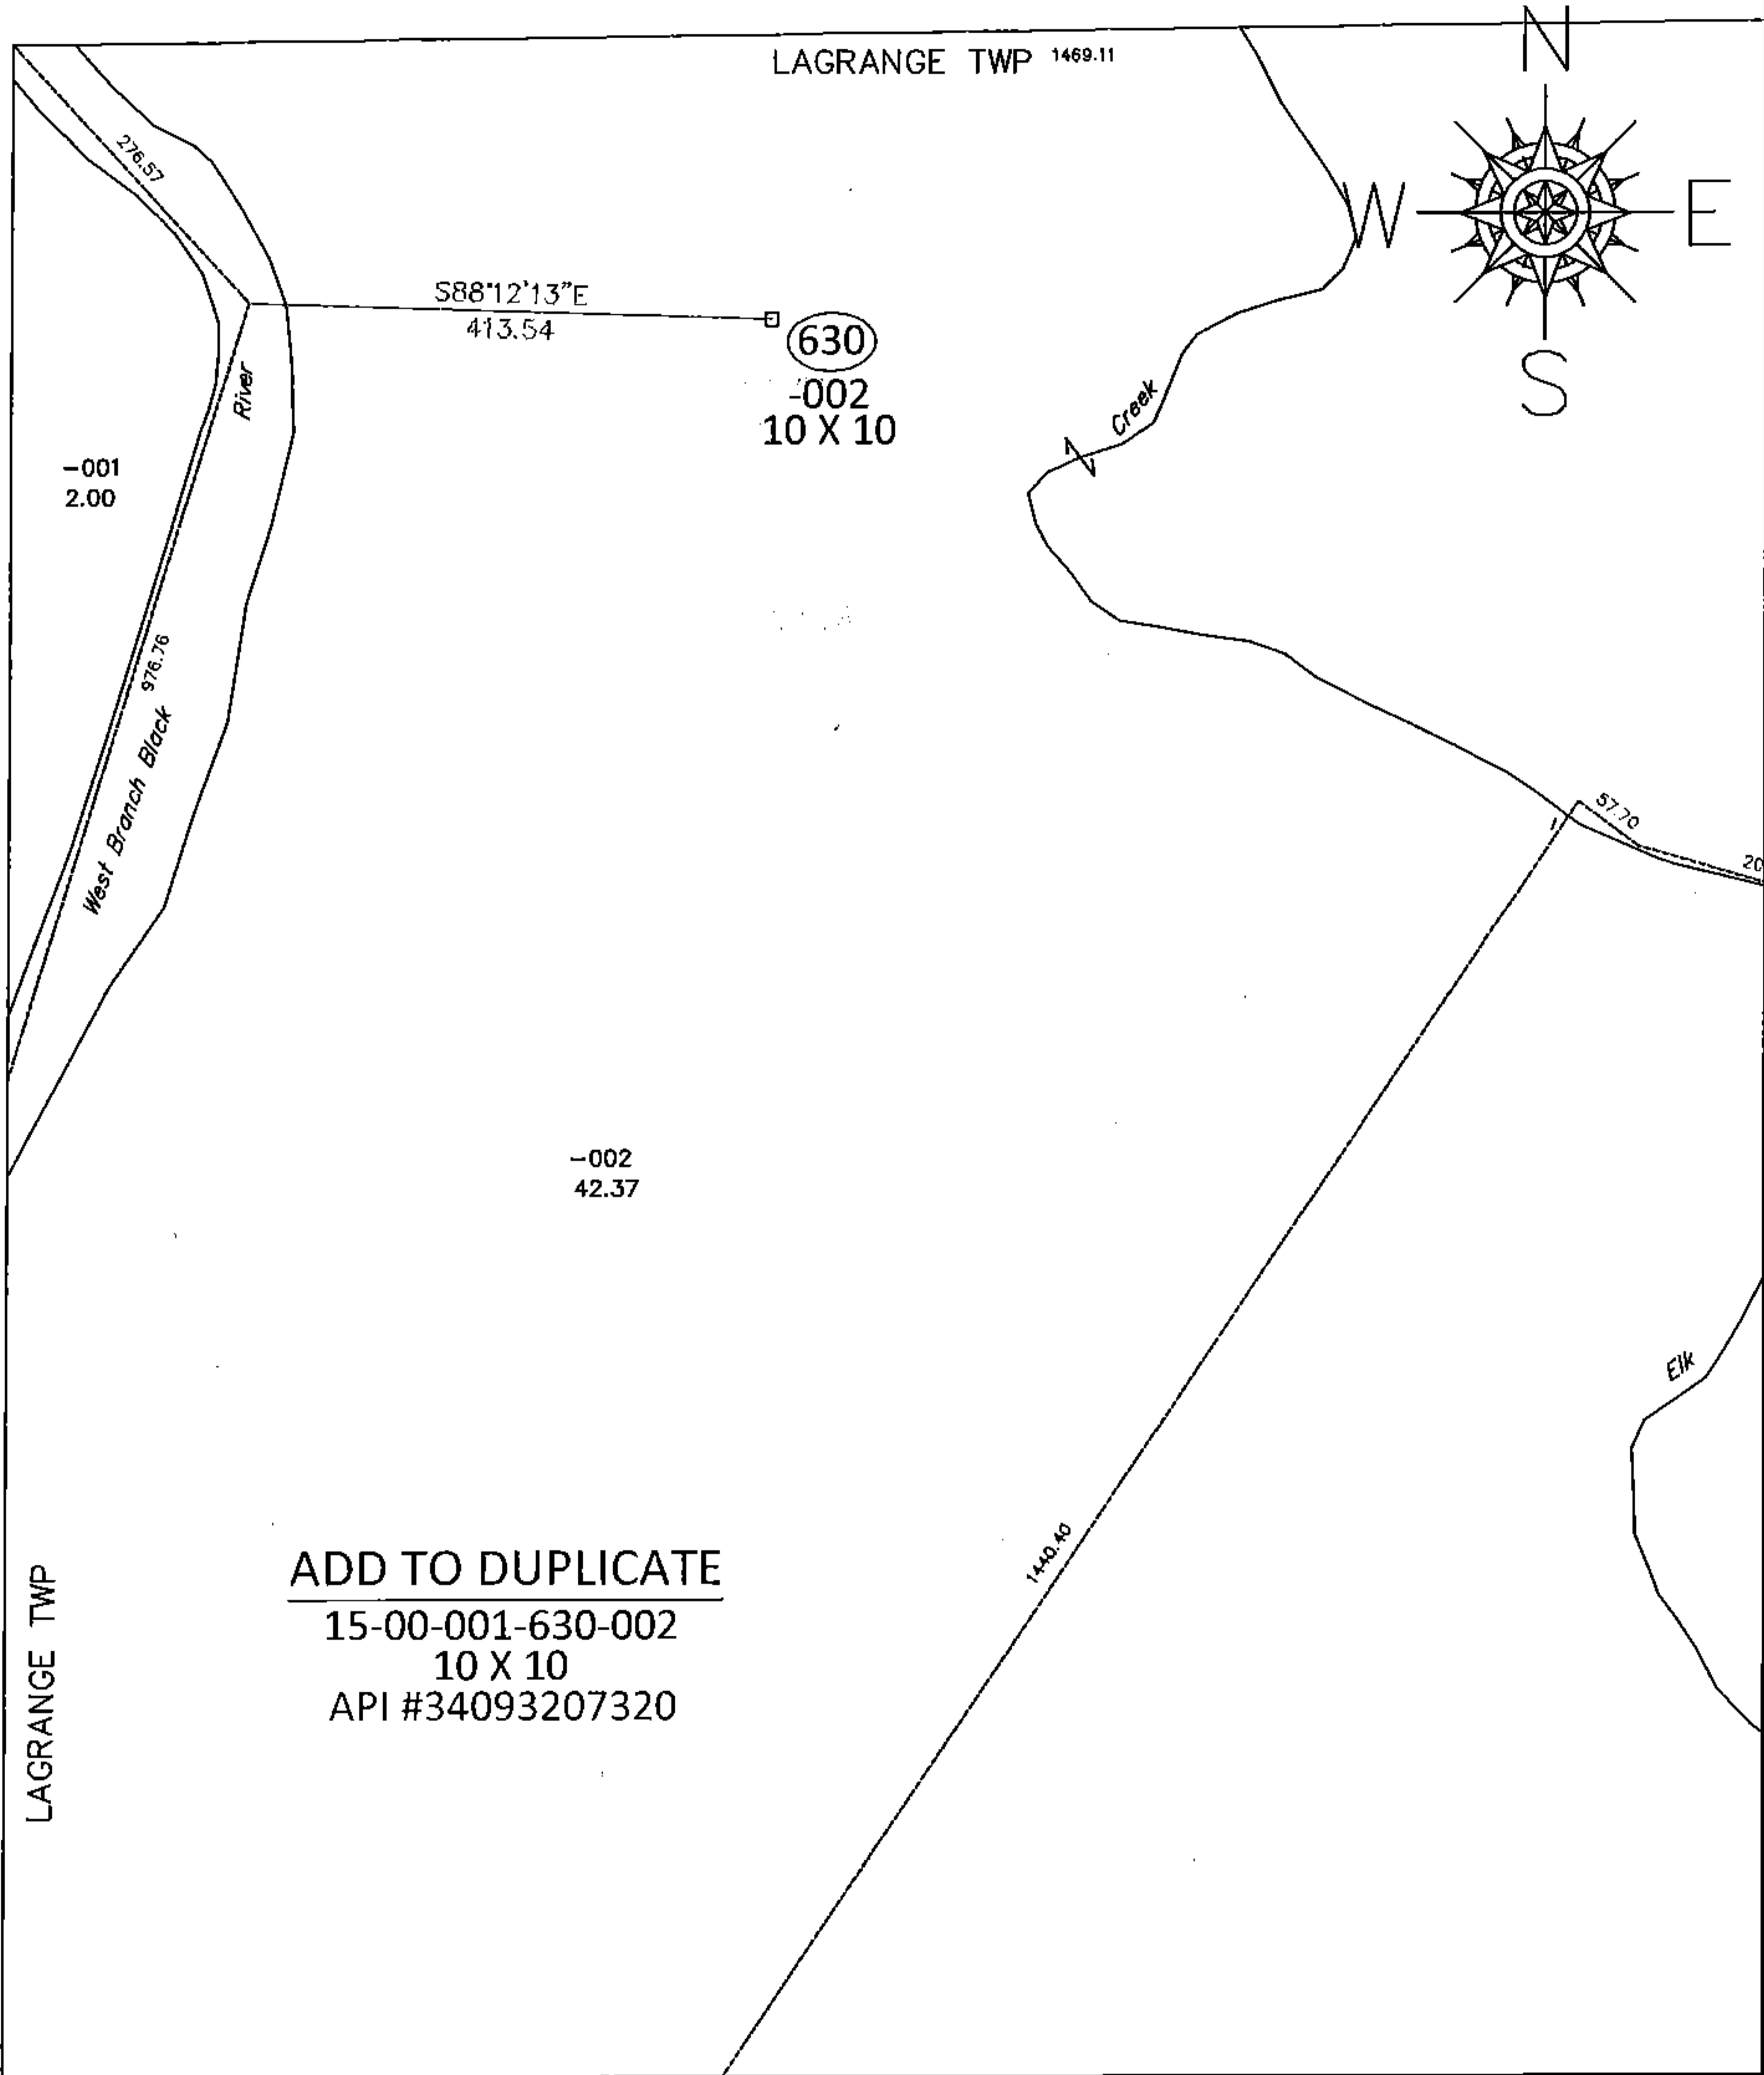 N
LAGRANGE TWP 1469.11
W
E
S
276.57
S88°12'13"E
413.54
630
-002
10 X 10
River
Creek
-001
2.00
976.76
West Branch Black
57.70
20
-002
42.37
Elk
1440.40
ADD TO DUPLICATE
15-00-001-630-002
10 X 10
API #34093207320
LAGRANGE TWP